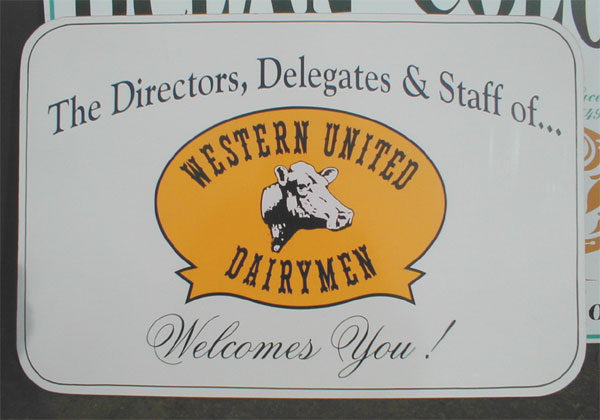 The Directors, Delegates & Staff of...
WESTERN UNITED
DAIRYMEN
Welcomes You!